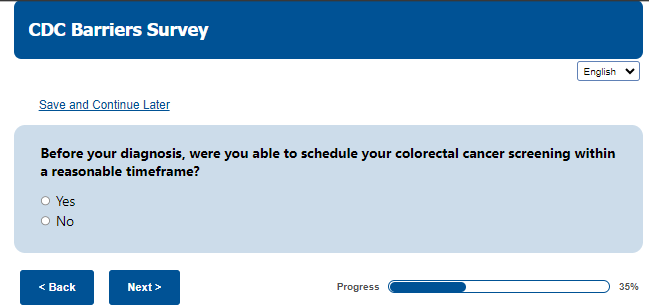 CDC Barriers Survey
English
Save and Continue Later
Before your diagnosis, were you able to schedule your colorectal cancer screening within
a reasonable timeframe?
Yes
No
< Back
Next >
Progress
35%